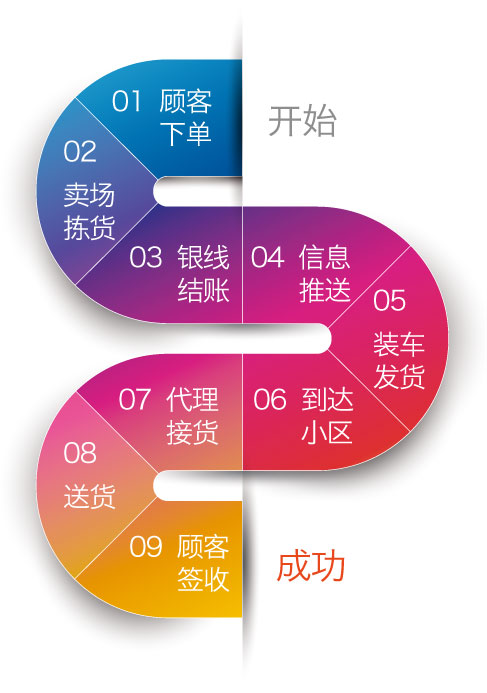 开始
01 顾客
下单
02
卖场
拣货
03 银线
结账
04 信息
推送
05
装车
发货
06 到达
小区
07 代理
接货
08
送货
09 顾客
签收
成功